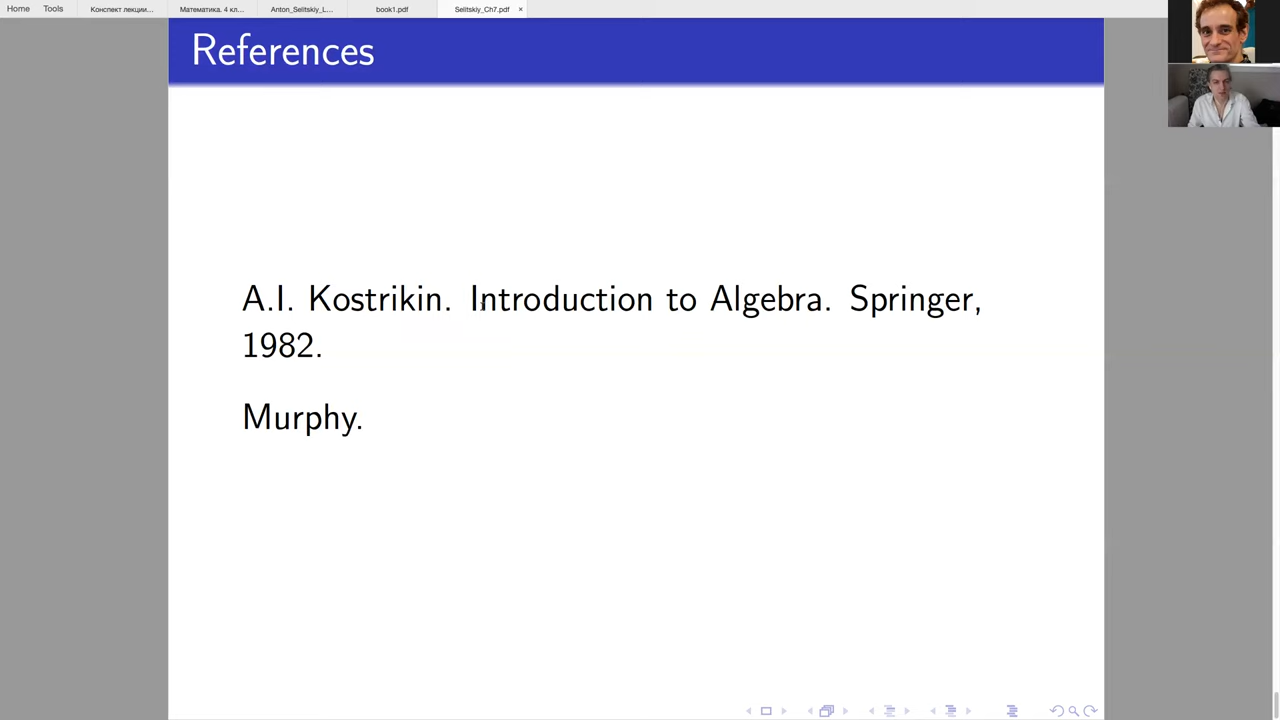 Home Tools Конспект лекции... Математика. 4 кл... Anton_Selitskiy_L... book1.pdf Selitskiy_Ch7.pdf ×
References
A.I. Kostrikin. Introduction to Algebra. Springer,
1982.
Murphy.